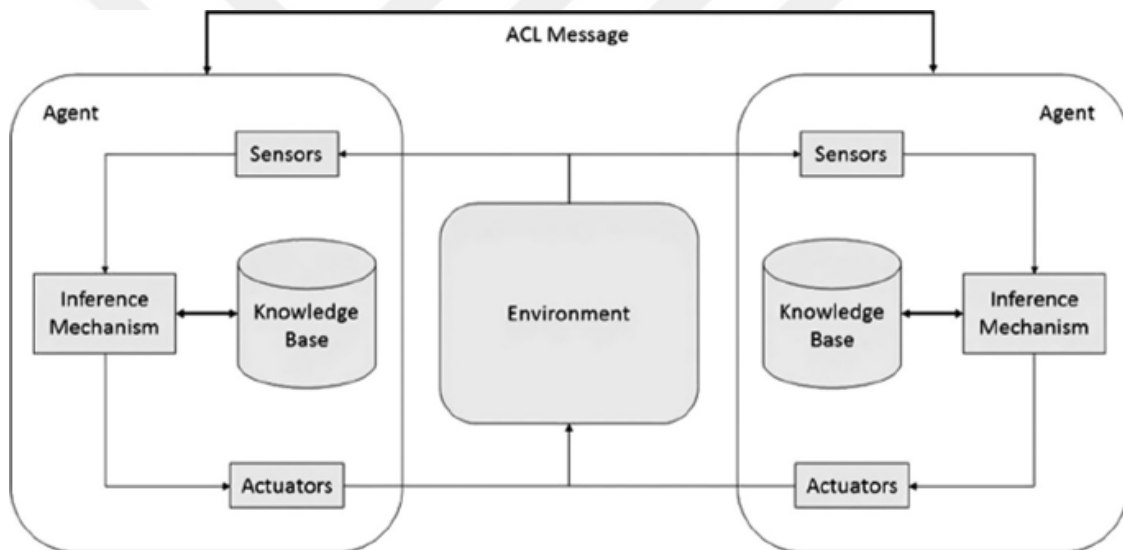 ACL Message
Agent
Agent
Sensors
Sensors
Inference
Mechanism
Knowledge
Base
Environment
Knowledge
Base
Inference
Mechanism
Actuators
Actuators